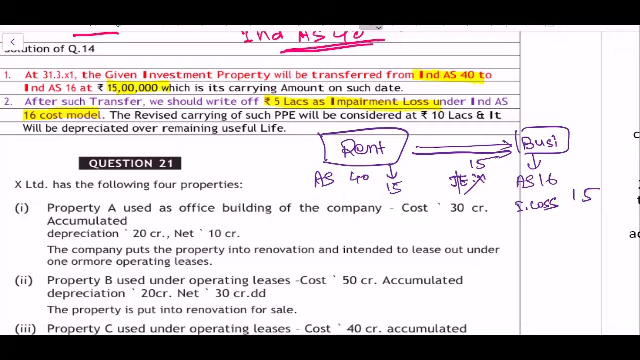 Ind AS 40
Solution of Q.14
1. At 31.3.x1, the Given Investment Property will be transferred from Ind AS 40 to
Ind AS 16 at ₹ 15,00,000 which is its carrying Amount on such date.
2. After such Transfer, we should write off ₹ 5 Lacs as Impairment Loss under Ind AS
16 cost model. The Revised carrying of such PPE will be considered at ₹ 10 Lacs & It
Will be depreciated over remaining useful Life.
Rent
Busi
15
AS 40
15
JE X
AS 16
I. Loss 15
QUESTION 21
X Ltd. has the following four properties:
(i) Property A used as office building of the company - Cost ` 30 cr.
Accumulated
depreciation ` 20 cr., Net ` 10 cr.
The company puts the property into renovation and intended to lease out under
one ormore operating leases.
(ii) Property B used under operating leases -Cost ` 50 cr. Accumulated
depreciation ` 20cr. Net ` 30 cr.dd
The property is put into renovation for sale.
(iii) Property C used under operating leases - Cost ` 40 cr. accumulated